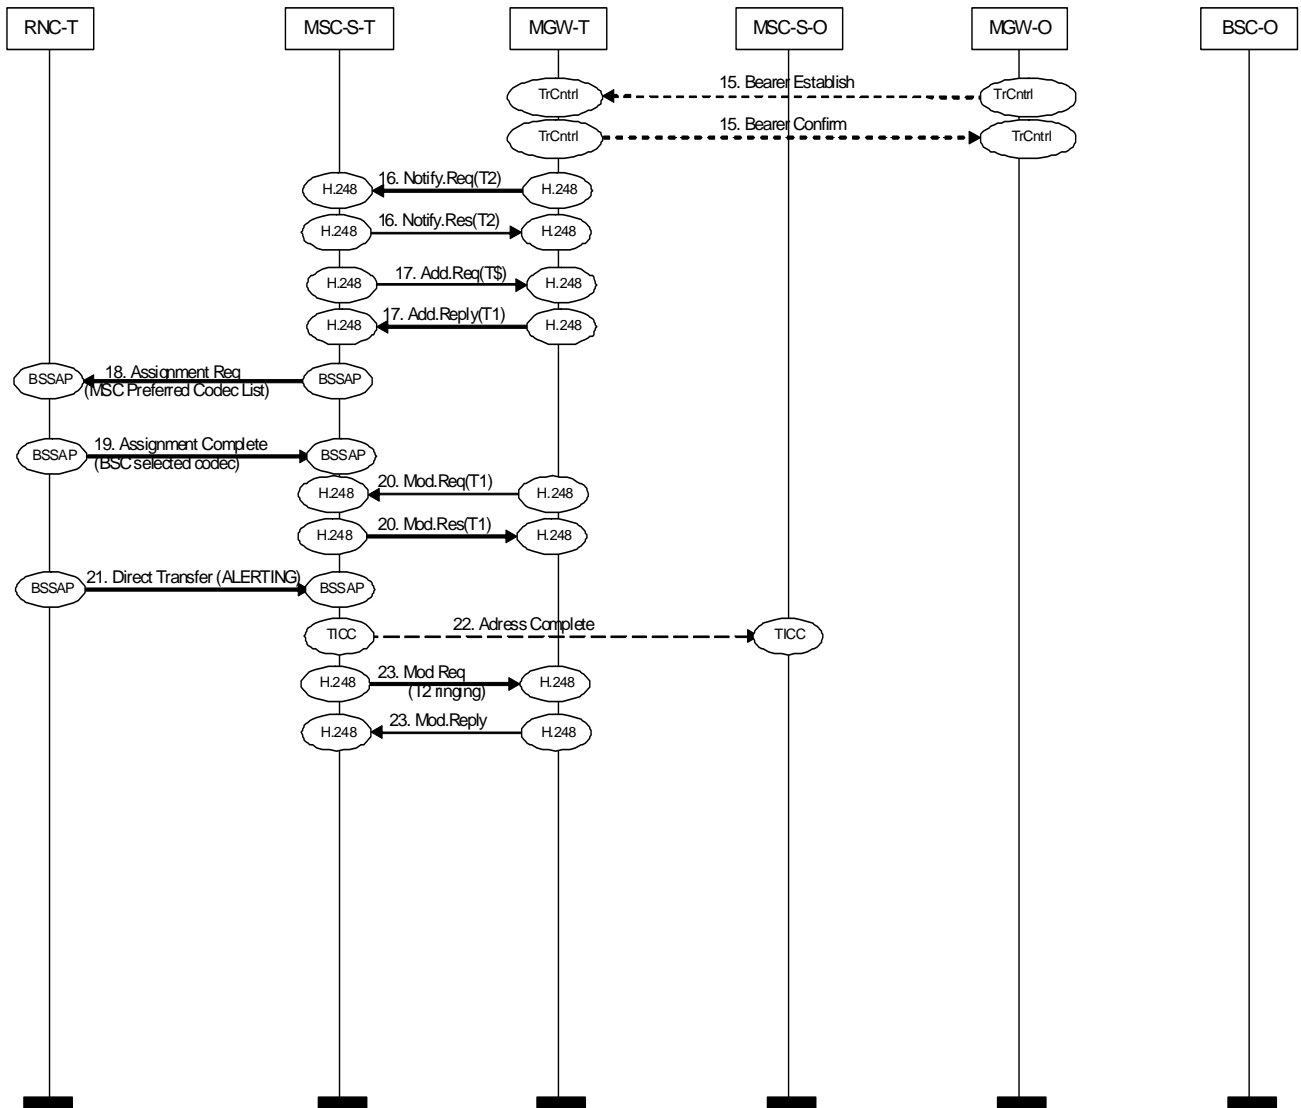 RNC-T MSC-S-T MGW-T MSC-S-O MGW-O BSC-O
TrCntrl 15. Bearer Establish TrCntrl
TrCntrl 15. Bearer Confirm TrCntrl
H.248 16. Notify.Req(T2) H.248
H.248 16. Notify.Res(T2) H.248
H.248 17. Add.Req(T$) H.248
H.248 17. Add.Reply(T1) H.248
BSSAP 18. Assignment Req BSSAP
(MSC Preferred Codec List)
BSSAP 19. Assignment Complete BSSAP
(BSC selected codec)
H.248 20. Mod.Req(T1) H.248
H.248 20. Mod.Res(T1) H.248
BSSAP 21. Direct Transfer (ALERTING) BSSAP
TICC 22. Adress Complete TICC
H.248 23. Mod Req H.248
(T2 ringing)
H.248 23. Mod.Reply H.248